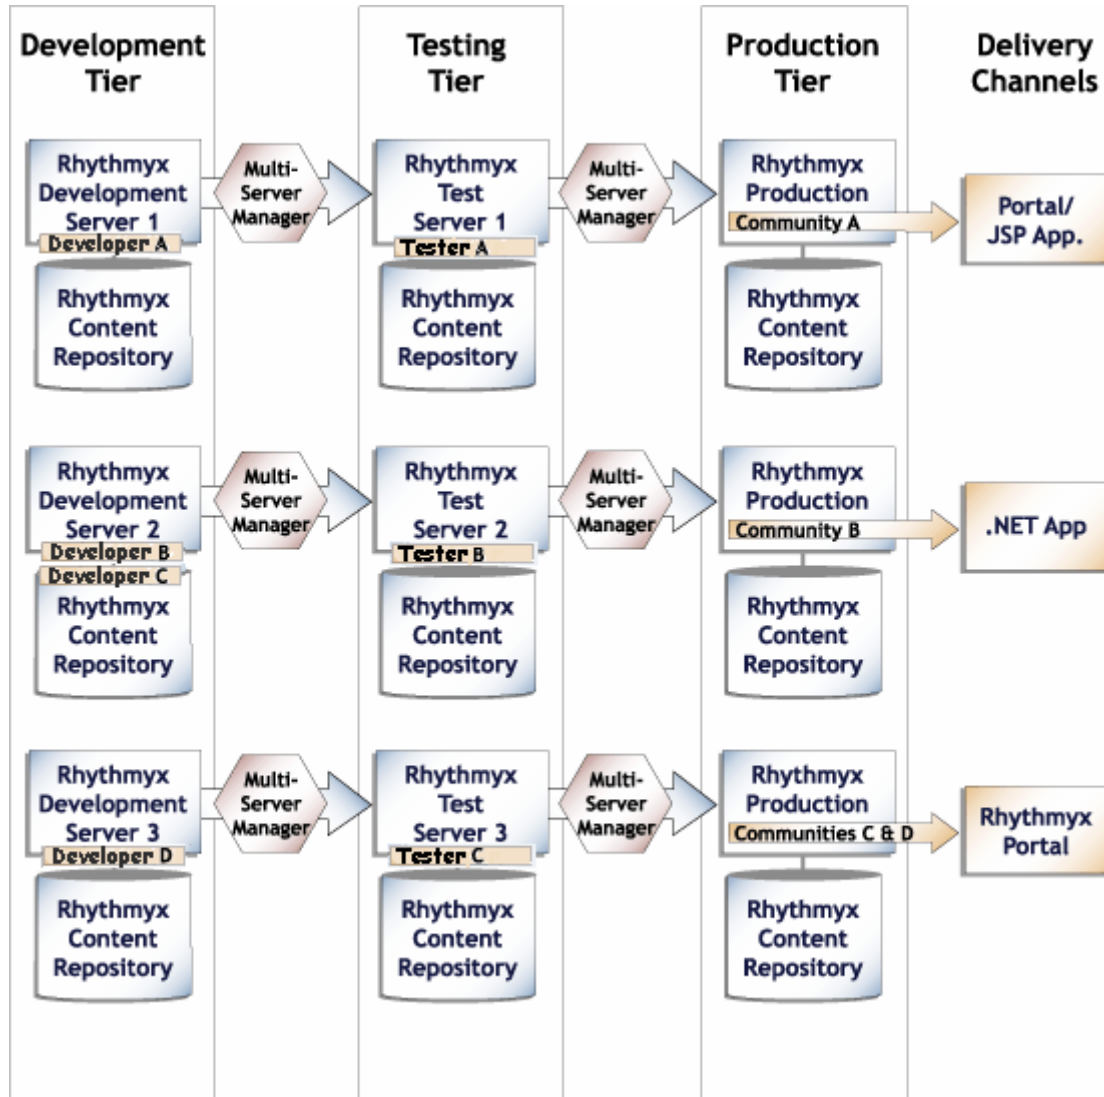 Development
Tier
Testing
Tier
Production
Tier
Delivery
Channels
Rhythmyx
Development
Server 1
Developer A
Multi-
Server
Manager
Rhythmyx
Test
Server 1
Tester A
Multi-
Server
Manager
Rhythmyx
Production
Community A
Portal/
JSP App.
Rhythmyx
Content
Repository
Rhythmyx
Content
Repository
Rhythmyx
Content
Repository
Rhythmyx
Development
Server 2
Developer B
Developer C
Multi-
Server
Manager
Rhythmyx
Test
Server 2
Tester B
Multi-
Server
Manager
Rhythmyx
Production
Community B
.NET App
Rhythmyx
Content
Repository
Rhythmyx
Content
Repository
Rhythmyx
Content
Repository
Rhythmyx
Development
Server 3
Developer D
Multi-
Server
Manager
Rhythmyx
Test
Server 3
Tester C
Multi-
Server
Manager
Rhythmyx
Production
Communities C & D
Rhythmyx
Portal
Rhythmyx
Content
Repository
Rhythmyx
Content
Repository
Rhythmyx
Content
Repository